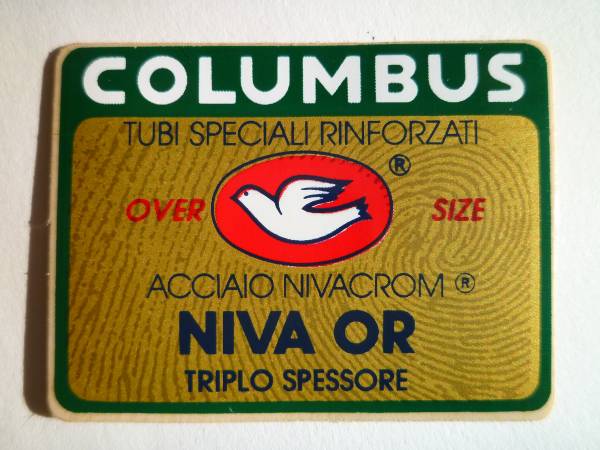 COLUMBUS
TUBI SPECIALI RINFORZATI
®
OVER SIZE
ACCIAIO NIVACROM ®
NIVA OR
TRIPLO SPESSORE